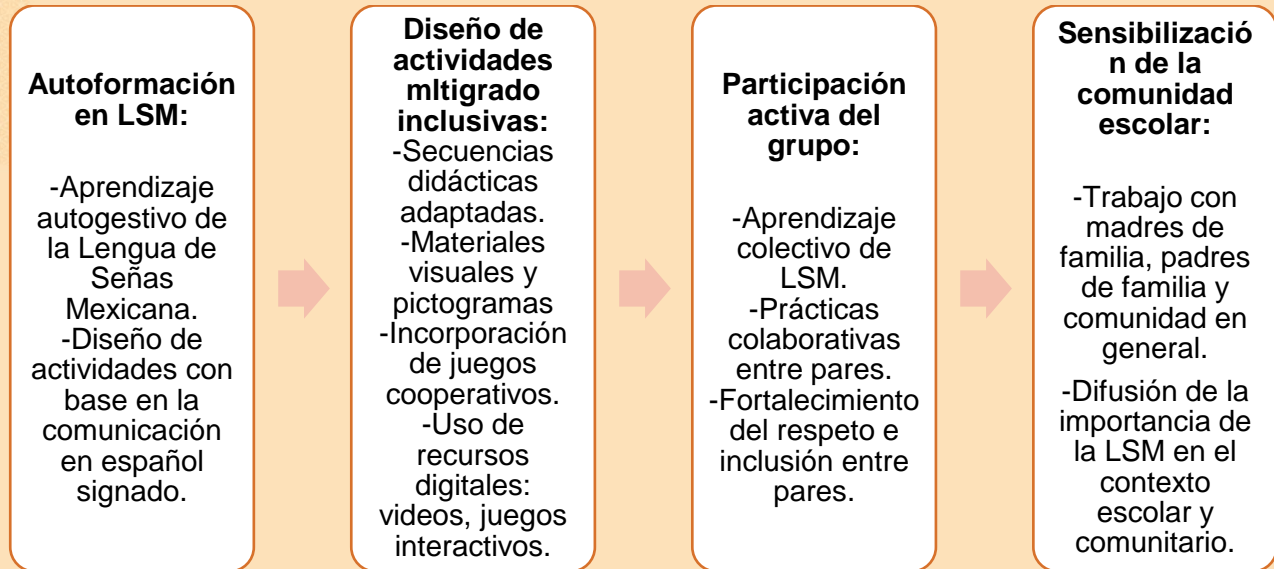 Autoformación
en LSM:
-Aprendizaje
autogestivo de
la Lengua de
Señas
Mexicana.
-Diseño de
actividades con
base en la
comunicación
en español
signado.
Diseño de
actividades
mltigrado
inclusivas:
-Secuencias
didácticas
adaptadas.
-Materiales
visuales y
pictogramas
-Incorporación
de juegos
cooperativos.
-Uso de
recursos
digitales:
videos, juegos
interactivos.
Participación
activa del
grupo:
-Aprendizaje
colectivo de
LSM.
-Prácticas
colaborativas
entre pares.
-Fortalecimiento
del respeto e
inclusión entre
pares.
Sensibilizació
n de la
comunidad
escolar:
-Trabajo con
madres de
familia, padres
de familia y
comunidad en
general.
-Difusión de la
importancia de
la LSM en el
contexto
escolar y
comunitario.